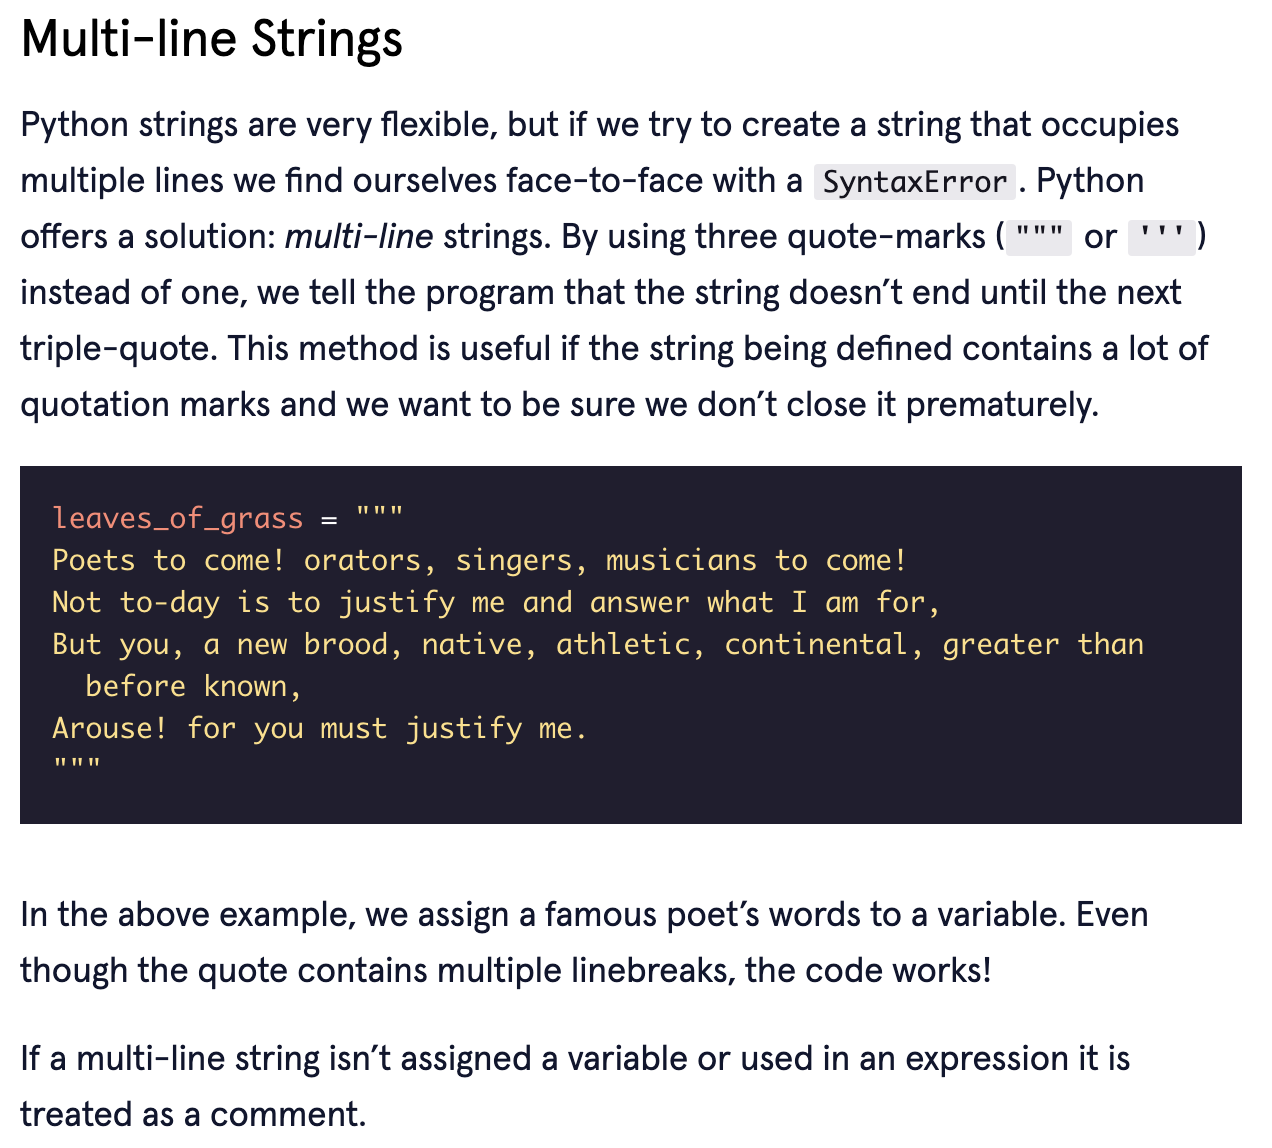 Multi-line Strings
Python strings are very flexible, but if we try to create a string that occupies
multiple lines we find ourselves face-to-face with a SyntaxError. Python
offers a solution: multi-line strings. By using three quote-marks (""" or ''')
instead of one, we tell the program that the string doesn’t end until the next
triple-quote. This method is useful if the string being defined contains a lot of
quotation marks and we want to be sure we don’t close it prematurely.
leaves_of_grass = """
Poets to come! orators, singers, musicians to come!
Not to-day is to justify me and answer what I am for,
But you, a new brood, native, athletic, continental, greater than
  before known,
Arouse! for you must justify me.
"""
In the above example, we assign a famous poet’s words to a variable. Even
though the quote contains multiple linebreaks, the code works!
If a multi-line string isn’t assigned a variable or used in an expression it is
treated as a comment.